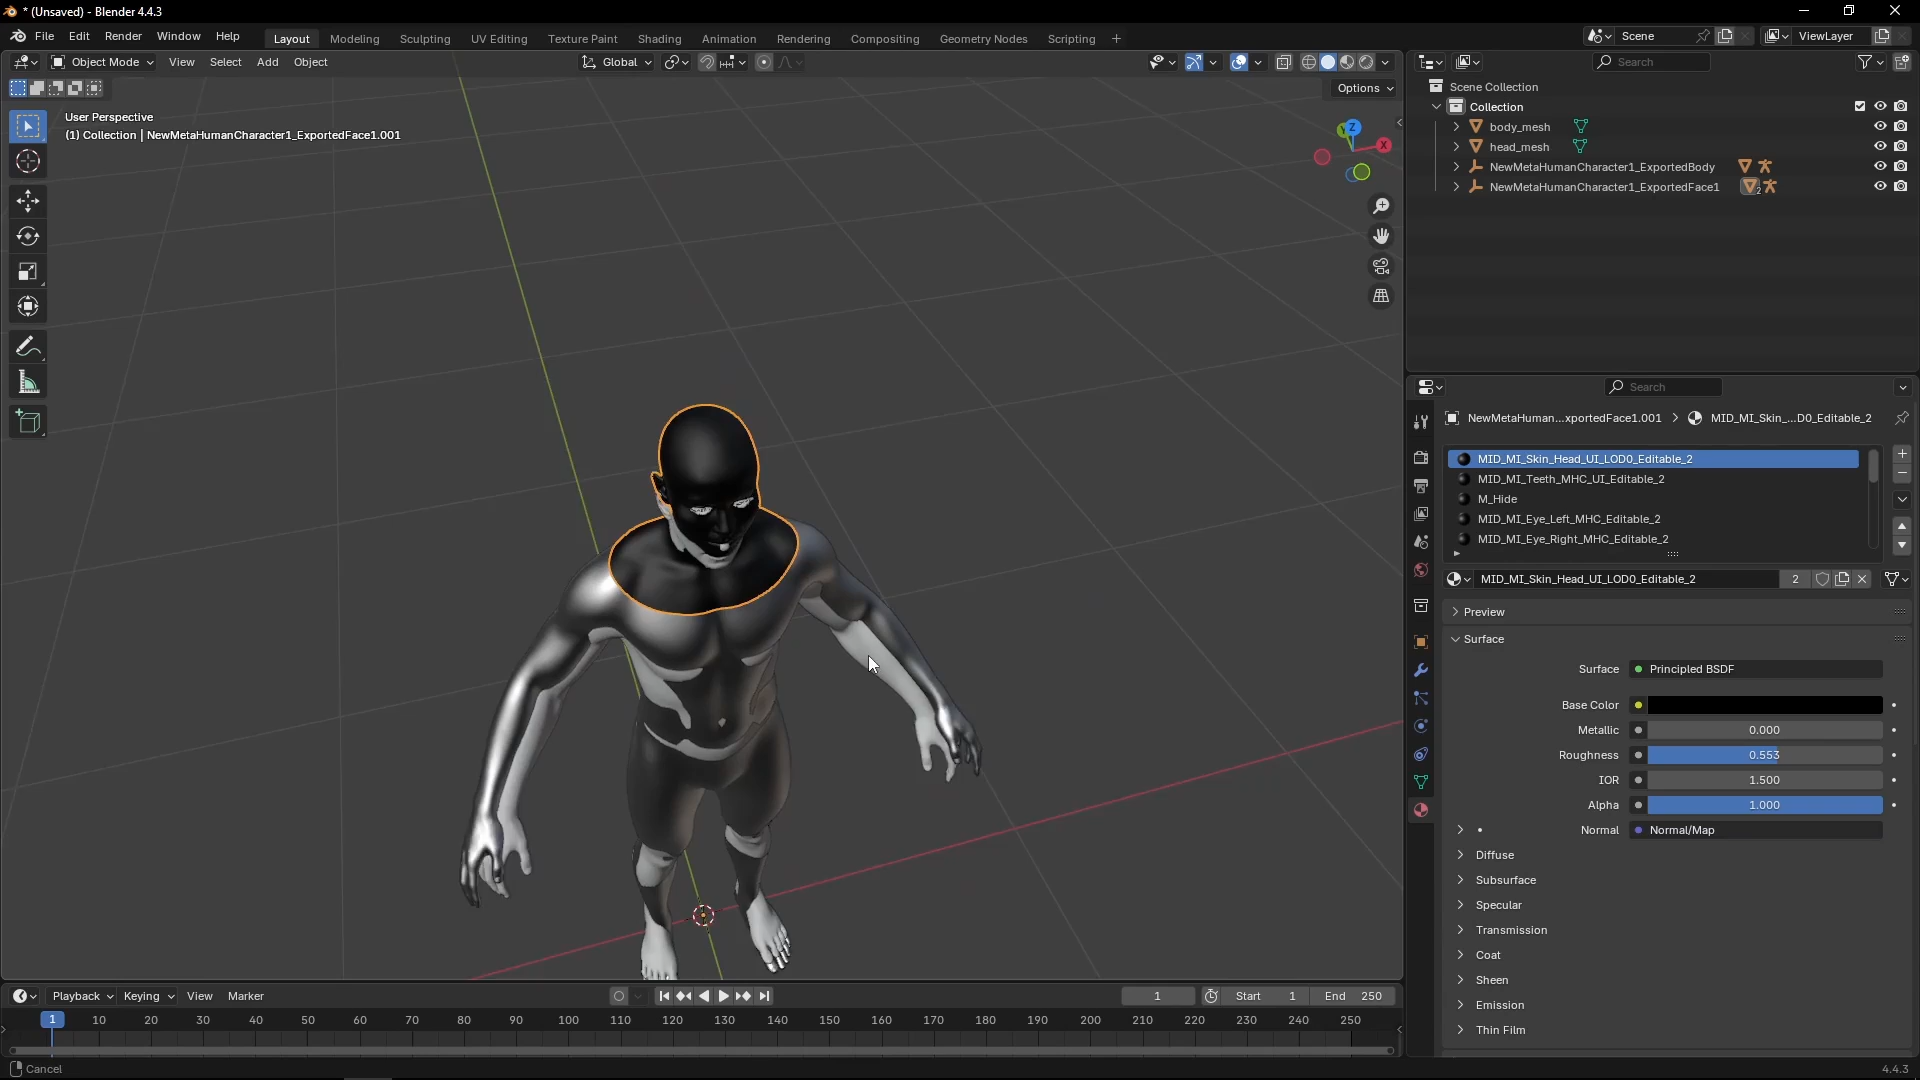 * (Unsaved) - Blender 4.4.3
File Edit Render Window Help
Layout Modeling Sculpting UV Editing Texture Paint Shading Animation Rendering Compositing Geometry Nodes Scripting +
Scene
ViewLayer
Object Mode View Select Add Object
Global
Search
Options
User Perspective
(1) Collection | NewMetaHumanCharacter1_ExportedFace1.001
Z
Y
X
Scene Collection
Collection
body_mesh
head_mesh
NewMetaHumanCharacter1_ExportedBody
NewMetaHumanCharacter1_ExportedFace1
2
Search
NewMetaHuman...xportedFace1.001 > MID_MI_Skin_...D0_Editable_2
MID_MI_Skin_Head_UI_LOD0_Editable_2
MID_MI_Teeth_MHC_UI_Editable_2
M_Hide
MID_MI_Eye_Left_MHC_Editable_2
MID_MI_Eye_Right_MHC_Editable_2
MID_MI_Skin_Head_UI_LOD0_Editable_2 2
Preview
Surface
Surface Principled BSDF
Base Color
Metallic 0.000
Roughness 0.553
IOR 1.500
Alpha 1.000
Normal Normal/Map
Diffuse
Subsurface
Specular
Transmission
Coat
Sheen
Emission
Thin Film
Playback Keying View Marker
1
Start 1
End 250
1 10 20 30 40 50 60 70 80 90 100 110 120 130 140 150 160 170 180 190 200 210 220 230 240 250
Cancel
4.4.3